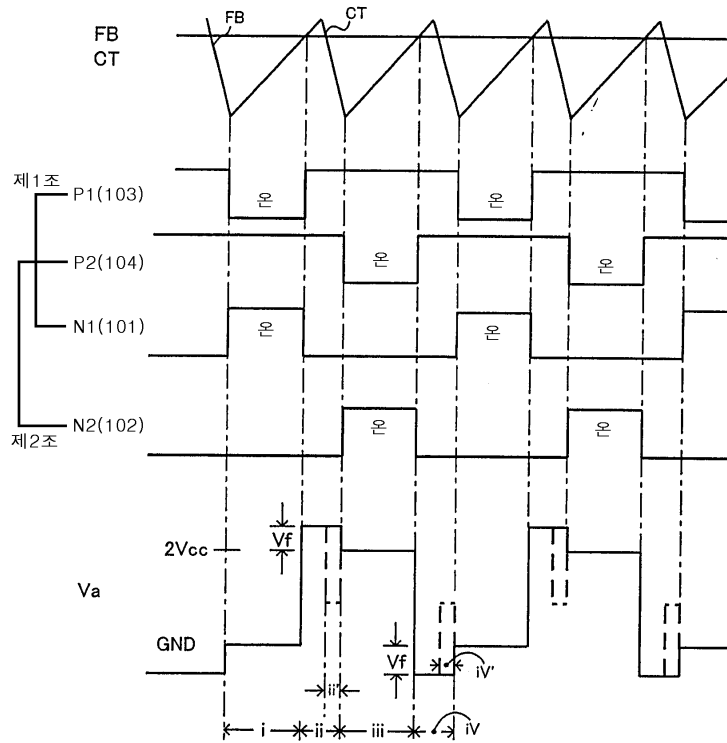 FB
CT
FB
CT
제1조
P1(103)
온
온
P2(104)
온
온
N1(101)
온
온
N2(102)
제2조
온
온
Va
2Vcc
Vf
GND
Vf
ii'
iV'
i
ii
iii
iV